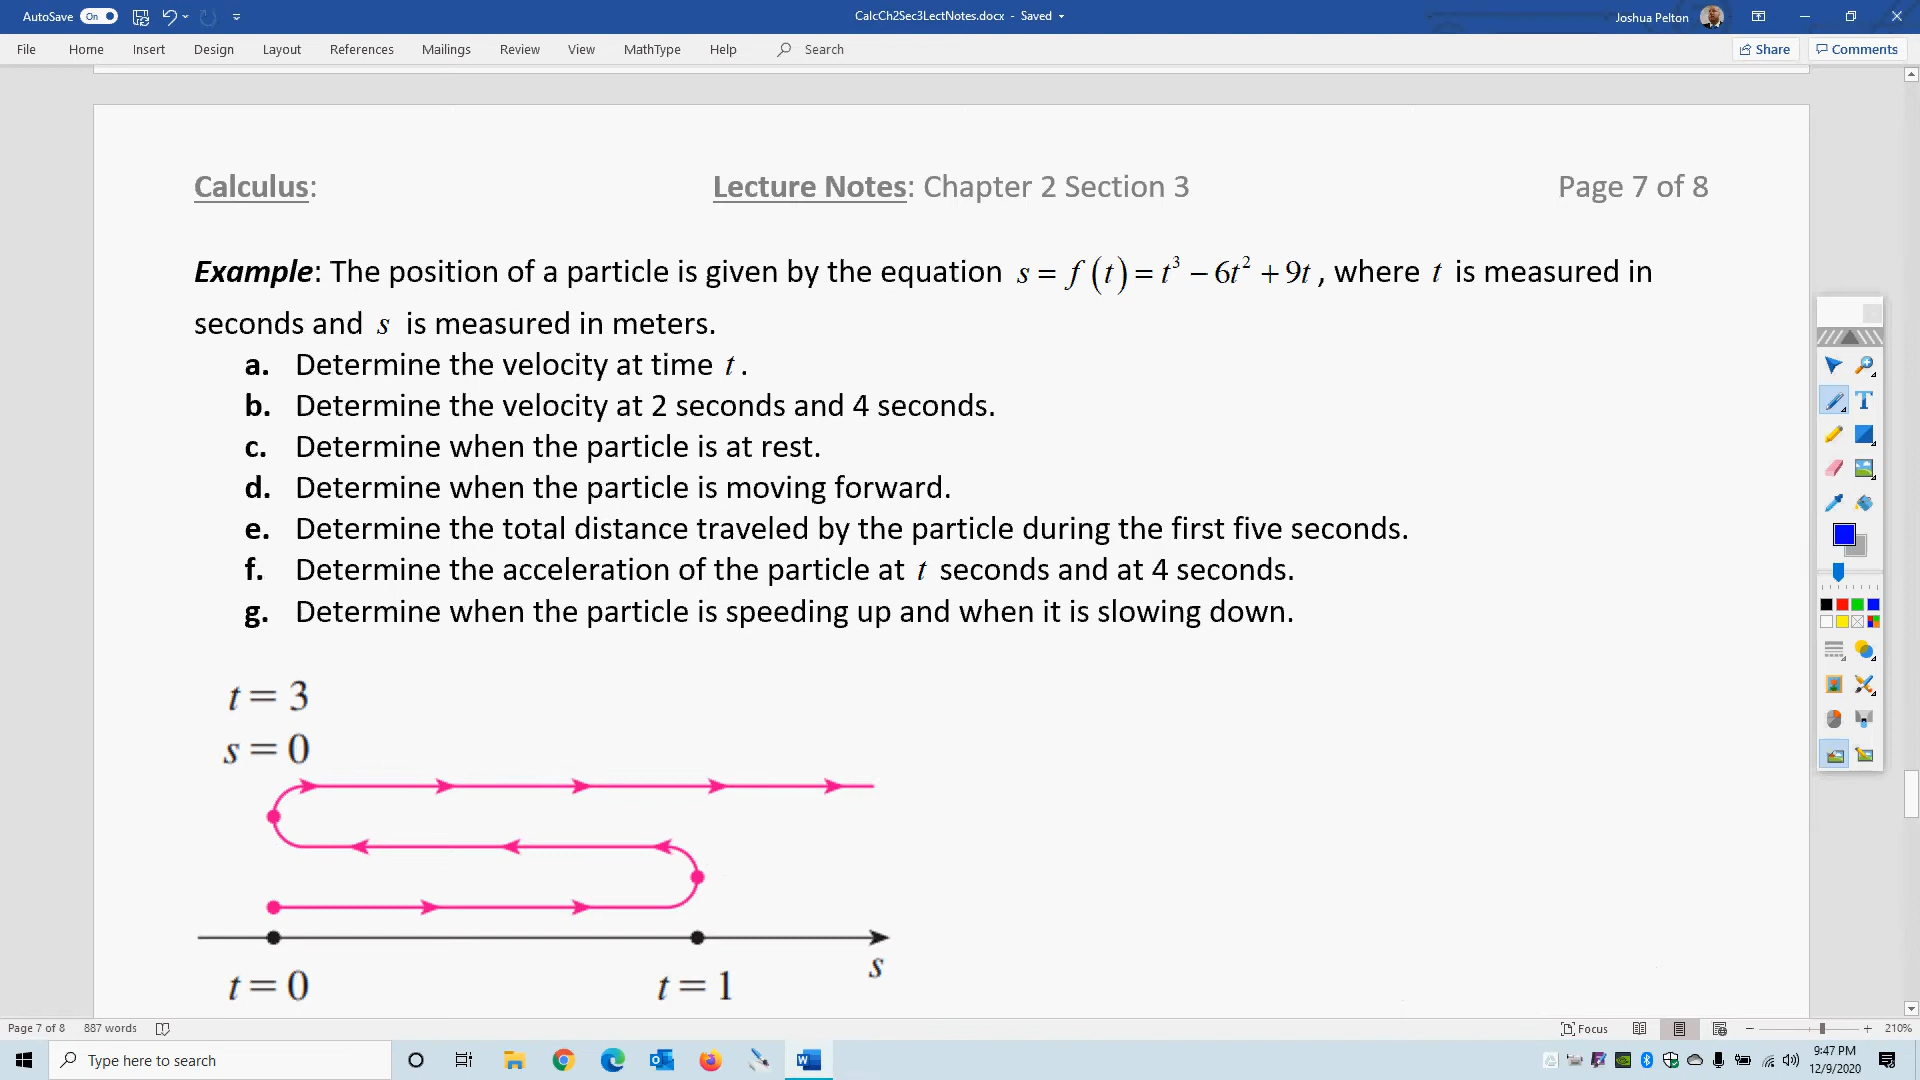 AutoSave On CalcCh2Sec3LectNotes.docx - Saved Joshua Pelton
File Home Insert Design Layout References Mailings Review View MathType Help Search Share Comments
Calculus: Lecture Notes: Chapter 2 Section 3 Page 7 of 8
Example: The position of a particle is given by the equation s = f(t) = t³ − 6t² + 9t, where t is measured in
seconds and s is measured in meters.
a. Determine the velocity at time t.
b. Determine the velocity at 2 seconds and 4 seconds.
c. Determine when the particle is at rest.
d. Determine when the particle is moving forward.
e. Determine the total distance traveled by the particle during the first five seconds.
f. Determine the acceleration of the particle at t seconds and at 4 seconds.
g. Determine when the particle is speeding up and when it is slowing down.
t = 3
s = 0
s
t = 0 t = 1
Page 7 of 8 887 words Focus 210%
Type here to search 9:47 PM
12/9/2020